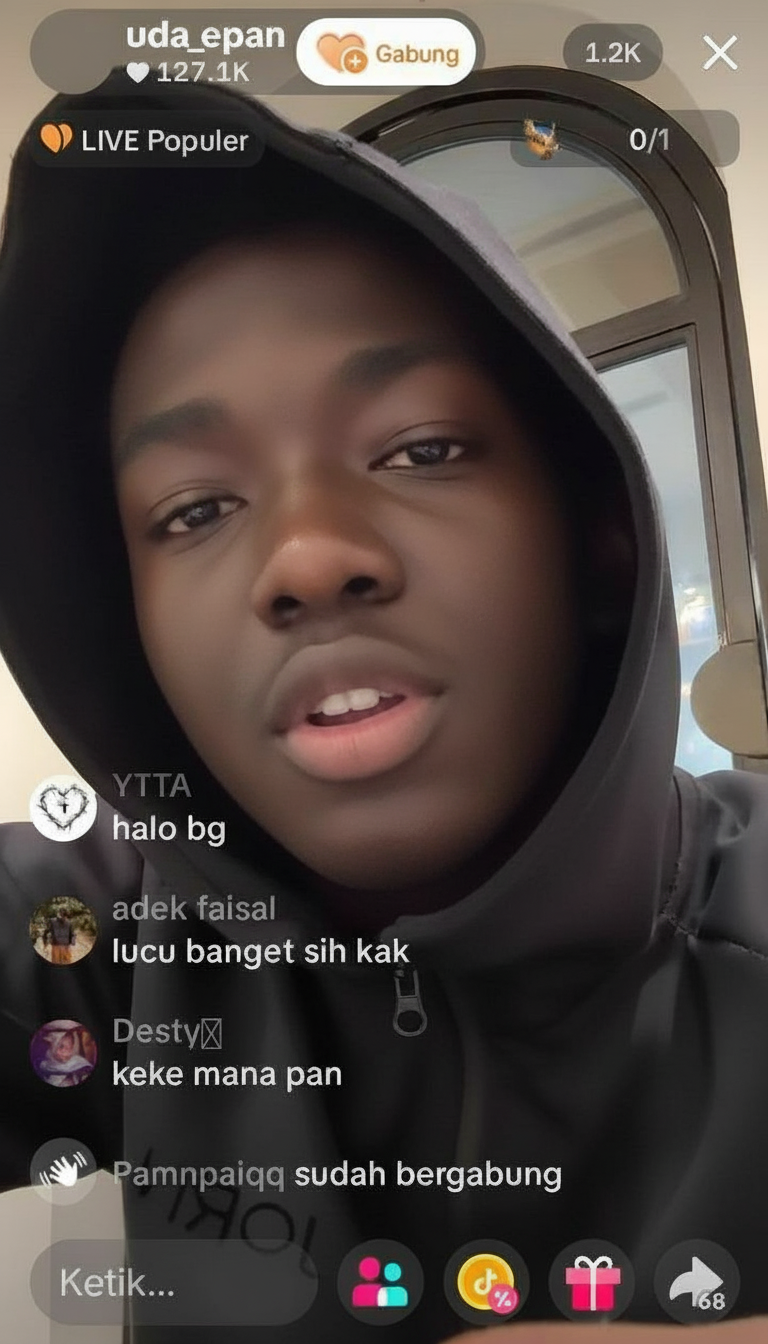 uda_epan
127.1K
Gabung
1.2K
LIVE Populer
0/1
YTTA
halo bg
adek faisal
lucu banget sih kak
Desty
keke mana pan
Pamnpaiqq sudah bergabung
Ketik...
68